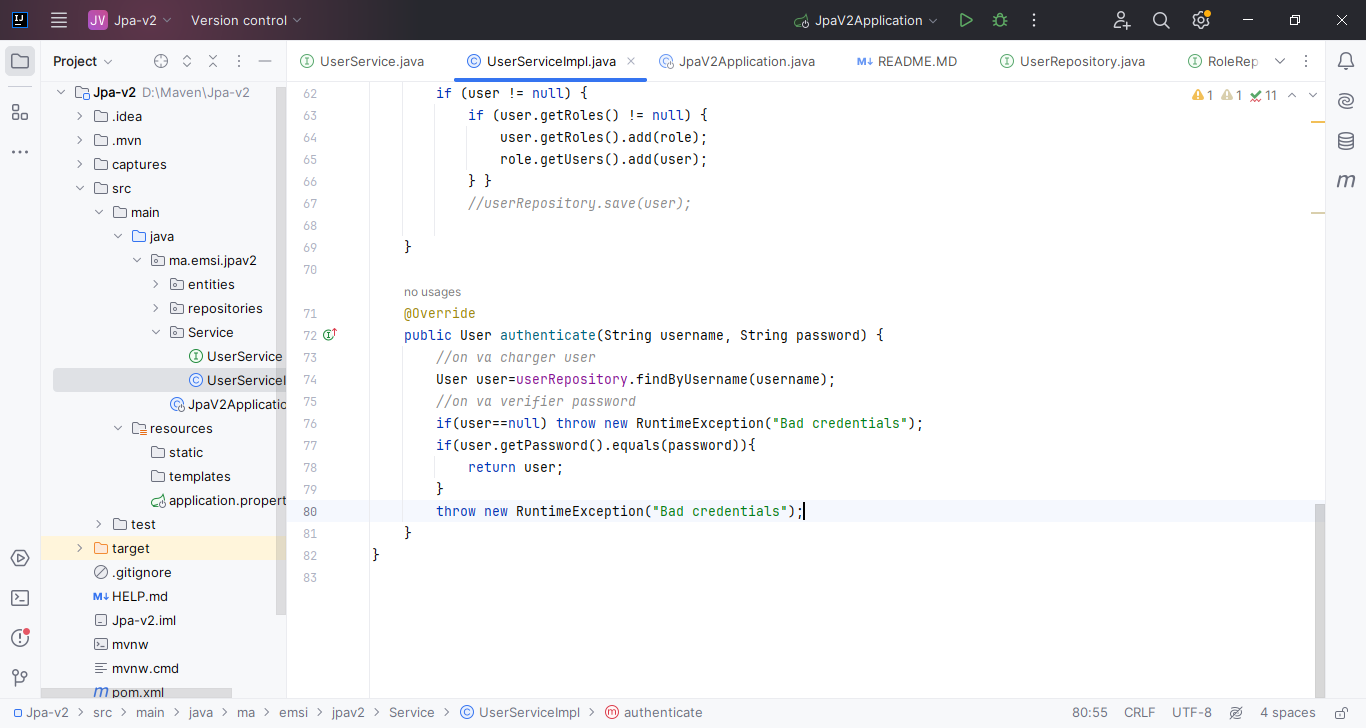 JV Jpa-v2 Version control JpaV2Application
Project
UserService.java UserServiceImpl.java JpaV2Application.java M↓ README.MD UserRepository.java RoleRep
Jpa-v2 D:\Maven\Jpa-v2
.idea
.mvn
captures
src
main
java
ma.emsi.jpav2
entities
repositories
Service
UserService
UserServiceI
JpaV2Applicatio
resources
static
templates
application.propert
test
target
.gitignore
M↓ HELP.md
Jpa-v2.iml
mvnw
mvnw.cmd
m pom.xml
1 1 11
62 if (user != null) {
63 if (user.getRoles() != null) {
64 user.getRoles().add(role);
65 role.getUsers().add(user);
66 } }
67 //userRepository.save(user);
68
69 }
70
no usages
71 @Override
72 public User authenticate(String username, String password) {
73 //on va charger user
74 User user=userRepository.findByUsername(username);
75 //on va verifier password
76 if(user==null) throw new RuntimeException("Bad credentials");
77 if(user.getPassword().equals(password)){
78 return user;
79 }
80 throw new RuntimeException("Bad credentials");
81 }
82 }
83
Jpa-v2 > src > main > java > ma > emsi > jpav2 > Service > UserServiceImpl > authenticate 80:55 CRLF UTF-8 4 spaces